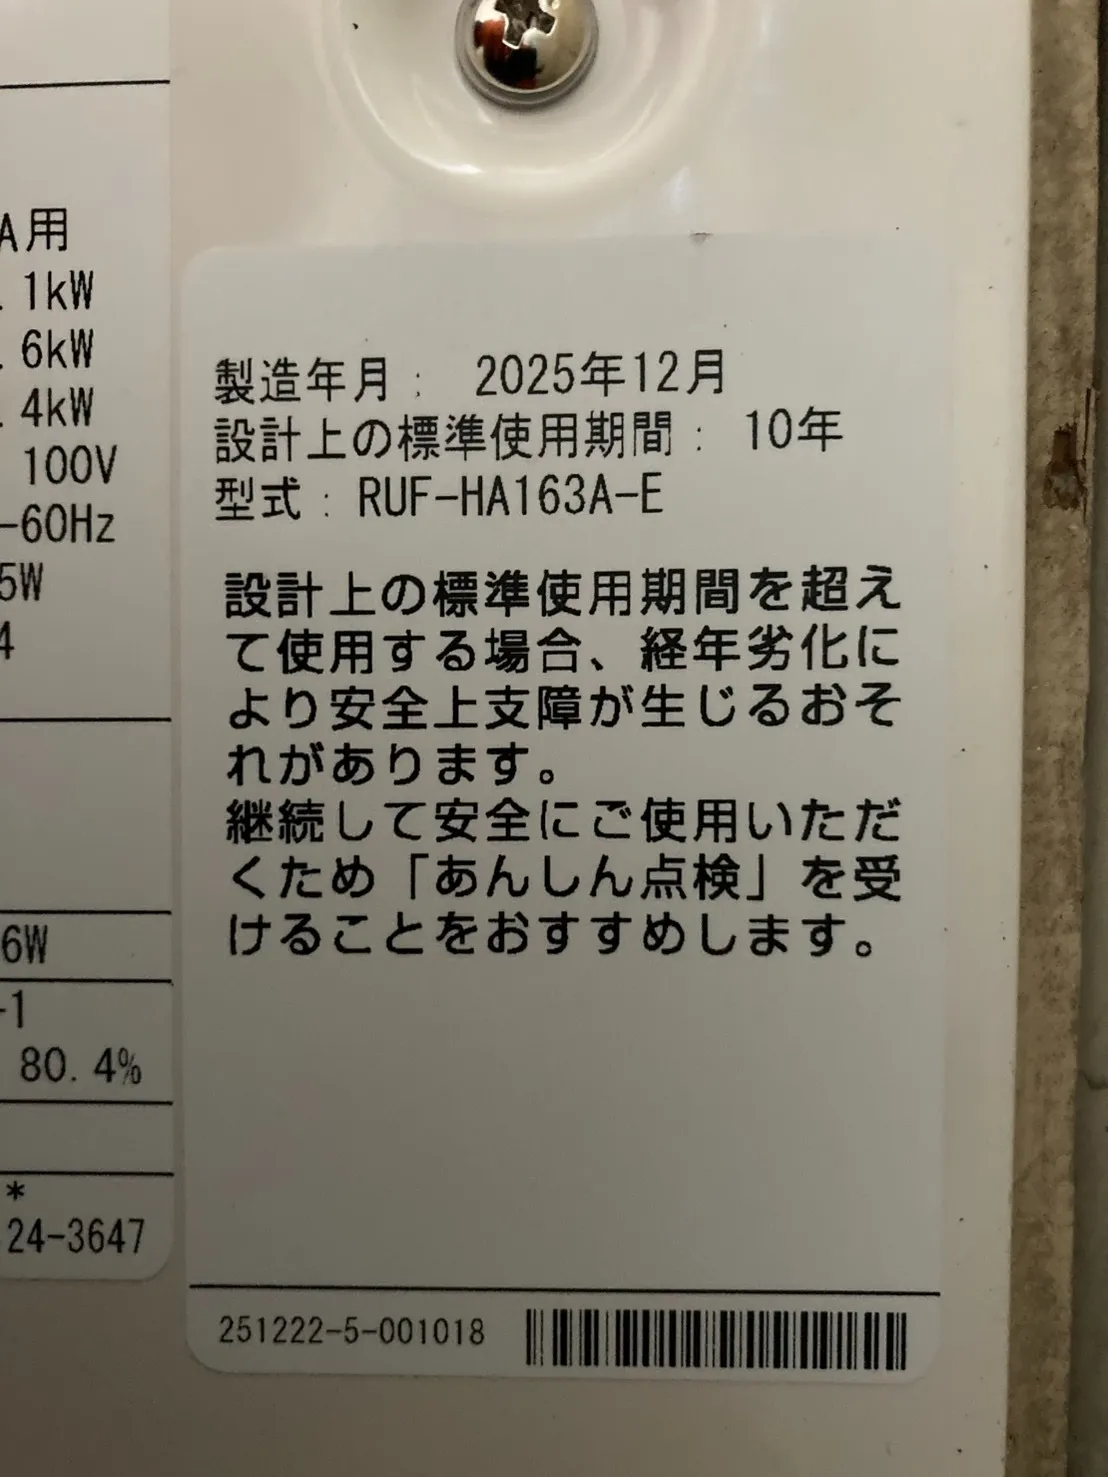 A用
.1kW
.6kW
.4kW
100V
-60Hz
5W
4
6W
-1
80.4%
*
24-3647
製造年月： 2025年12月
設計上の標準使用期間： 10年
型式：RUF-HA163A-E
設計上の標準使用期間を超え
て使用する場合、経年劣化に
より安全上支障が生じるおそ
れがあります。
継続して安全にご使用いただ
くため「あんしん点検」を受
けることをおすすめします。
251222-5-001018